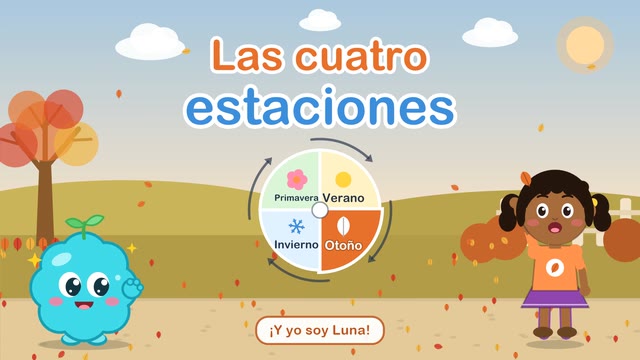 Las cuatro
estaciones
Primavera
Verano
Invierno
Otoño
¡Y yo soy Luna!